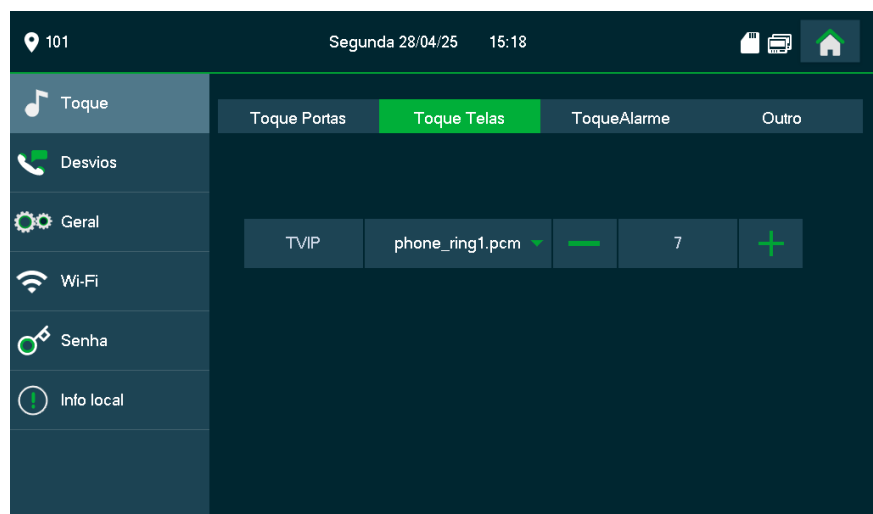 101 Segunda 28/04/25 15:18
Toque
Toque Portas Toque Telas ToqueAlarme Outro
Desvios
Geral
TVIP phone_ring1.pcm 7
Wi-Fi
Senha
Info local